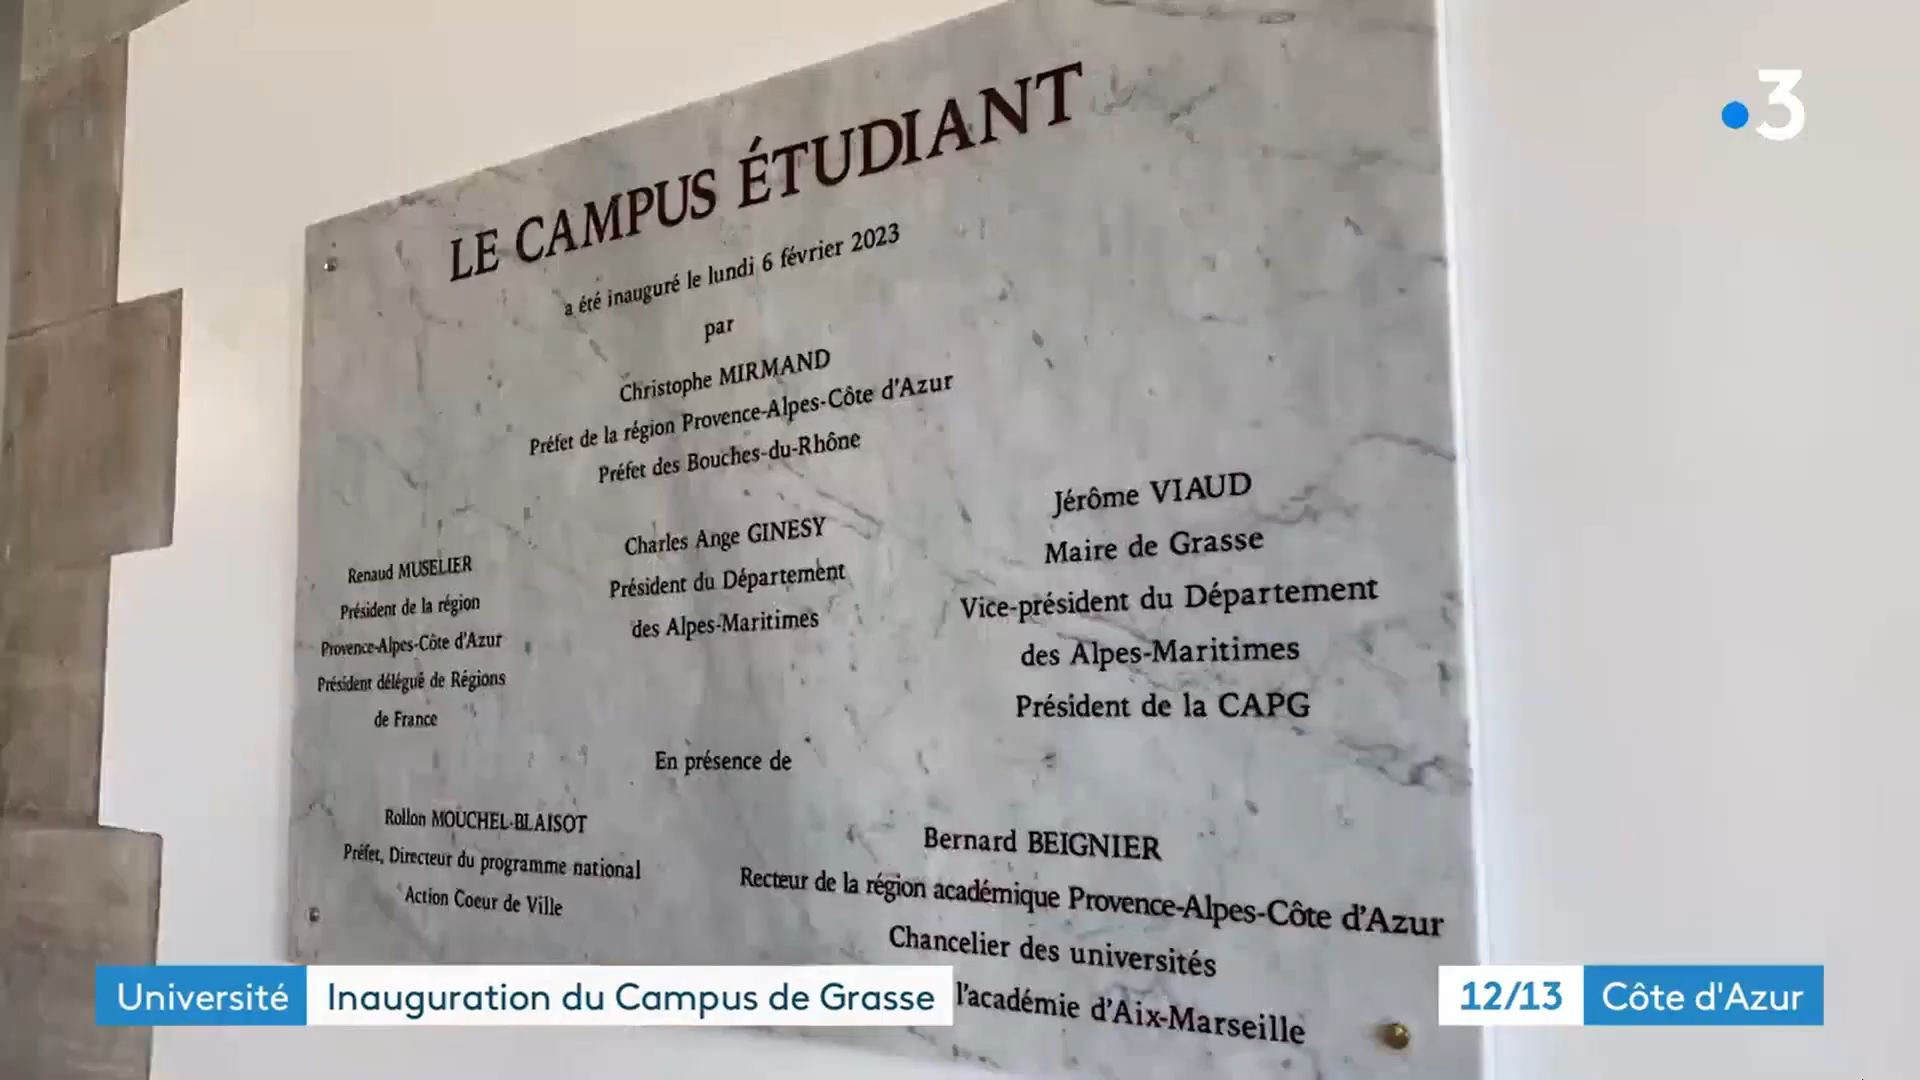 3
LE CAMPUS ÉTUDIANT
a été inauguré le lundi 6 février 2023
par
Christophe MIRMAND
Préfet de la région Provence-Alpes-Côte d'Azur
Préfet des Bouches-du-Rhône
Renaud MUSELIER
Président de la région
Provence-Alpes-Côte d'Azur
Président délégué de Régions
de France
Charles Ange GINESY
Président du Département
des Alpes-Maritimes
Jérôme VIAUD
Maire de Grasse
Vice-président du Département
des Alpes-Maritimes
Président de la CAPG
En présence de
Rollon MOUCHEL-BLAISOT
Préfet, Directeur du programme national
Action Coeur de Ville
Bernard BEIGNIER
Recteur de la région académique Provence-Alpes-Côte d'Azur
Chancelier des universités
l'académie d'Aix-Marseille
Université
Inauguration du Campus de Grasse
12/13
Côte d'Azur